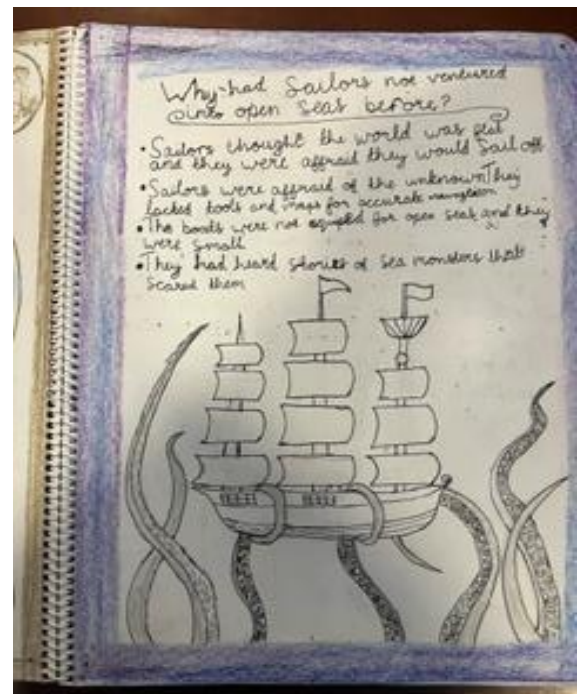 Why had Sailors not ventured
into open Seas before?
• Sailors thought the world was flat
and they were affraid they would Sail off
• Sailors were affraid of the unknown They
lacked tools and maps for accurate navigation
• The boats were not equipted for open seas and they
were small
• They had heard stories of sea monsters that
scared them